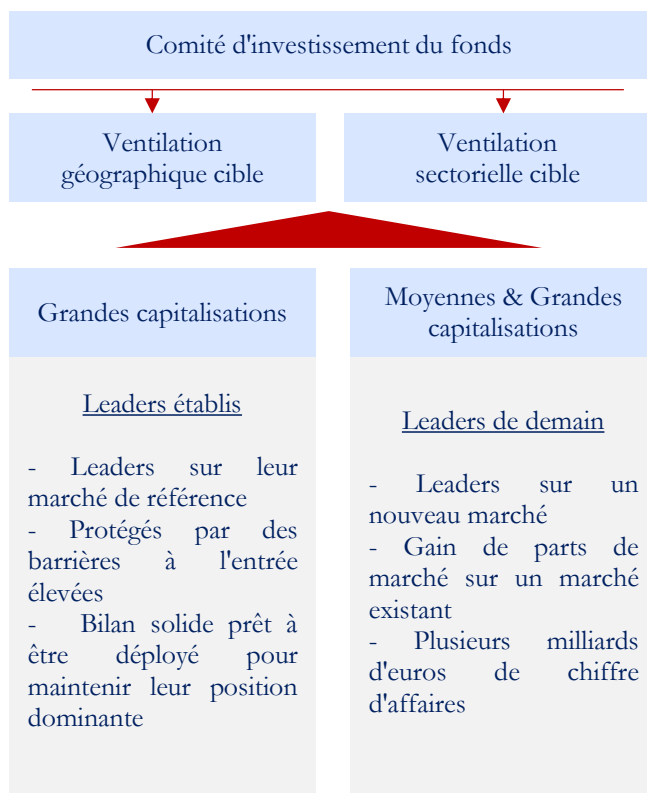 Comité d'investissement du fonds
Ventilation
géographique cible
Ventilation
sectorielle cible
Grandes capitalisations
Leaders établis
- Leaders sur leur
marché de référence
- Protégés par des
barrières à l'entrée
élevées
- Bilan solide prêt à
être déployé pour
maintenir leur position
dominante
Moyennes & Grandes
capitalisations
Leaders de demain
- Leaders sur un
nouveau marché
- Gain de parts de
marché sur un marché
existant
- Plusieurs milliards
d'euros de chiffre
d'affaires